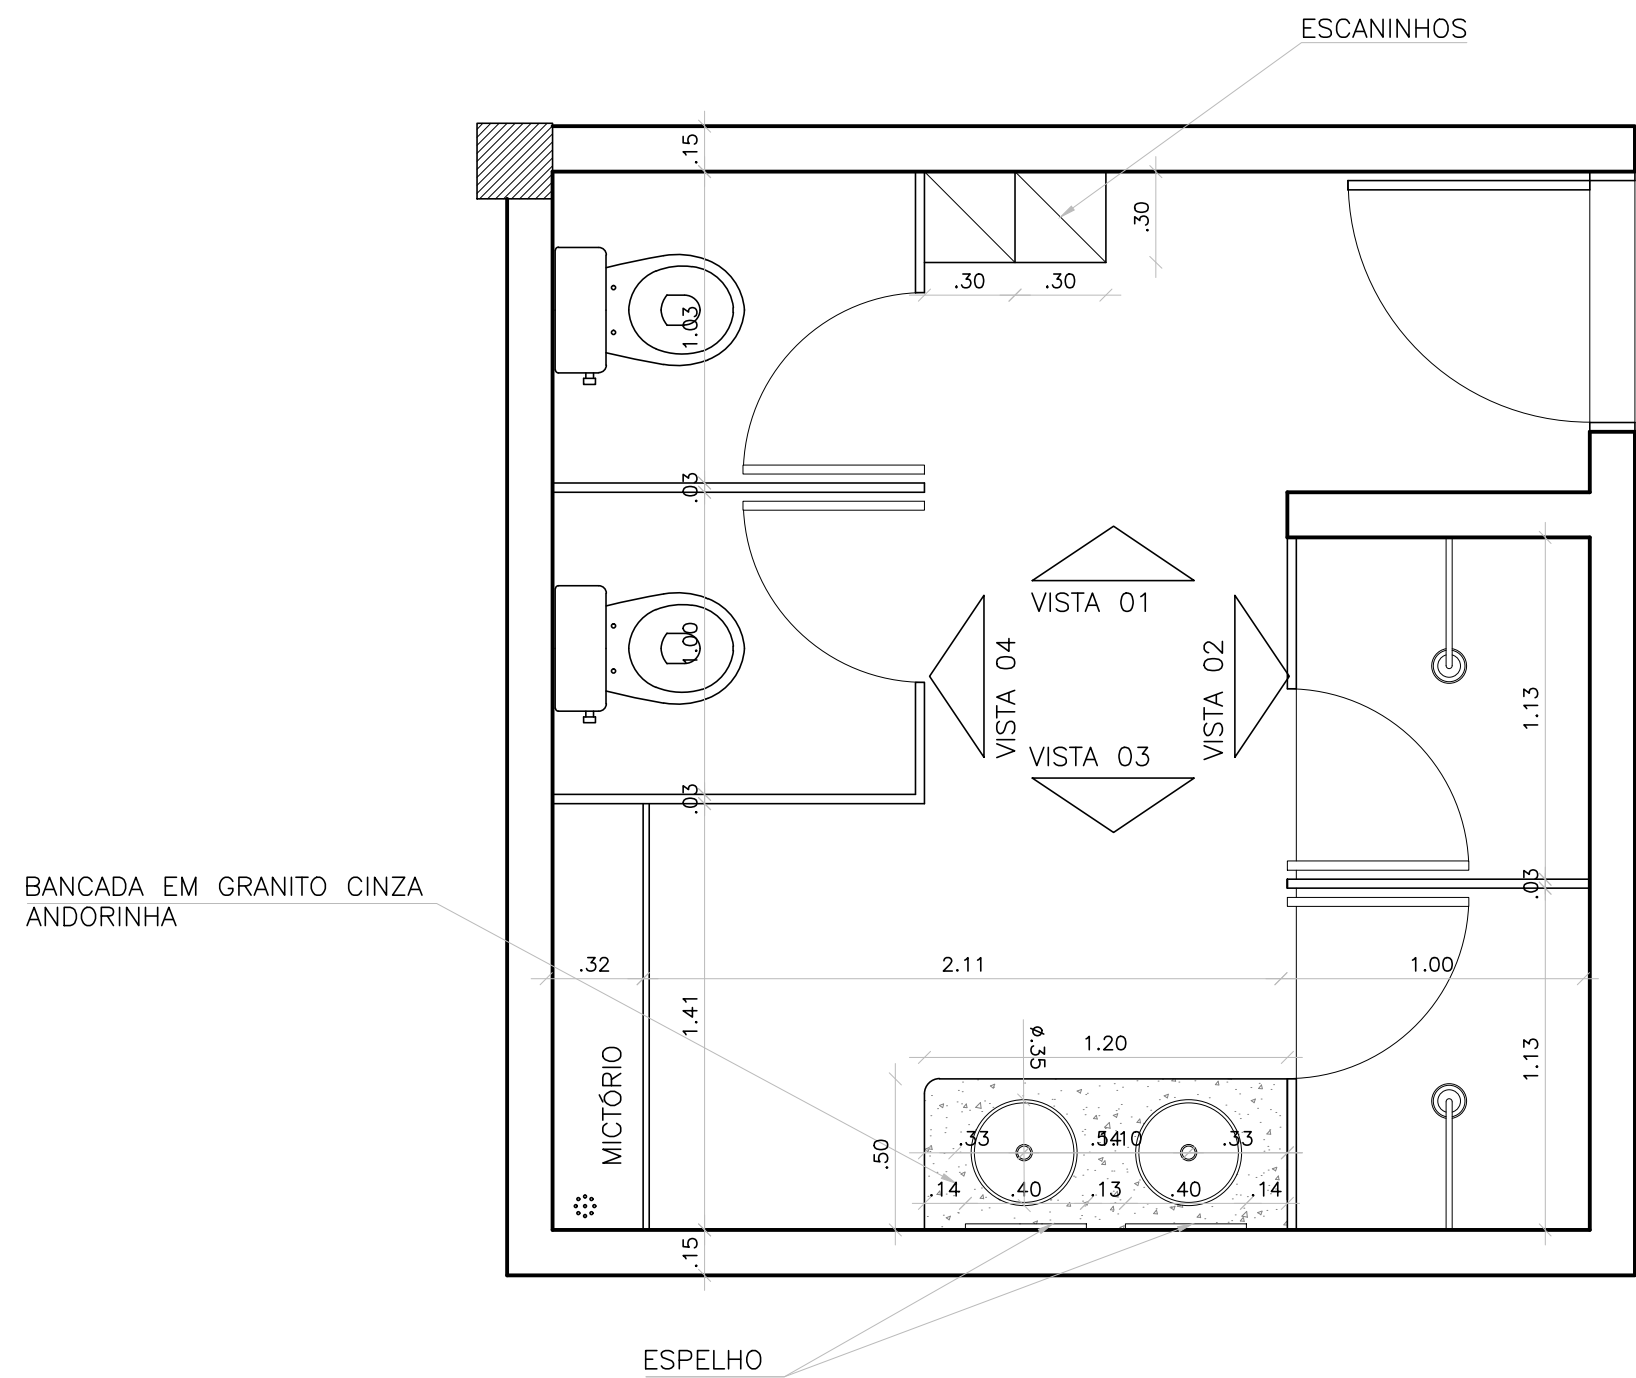 ESCANINHOS
.15
.30
.30
.30
1.03
.03
VISTA 01
VISTA 04
VISTA 02
1.00
1.13
VISTA 03
.03
BANCADA EM GRANITO CINZA
ANDORINHA
.03
.32
2.11
1.00
1.41
ø.35
1.20
1.13
MICTÓRIO
.50
.33
.54
.33
.14
.40
.13
.40
.14
.15
ESPELHO